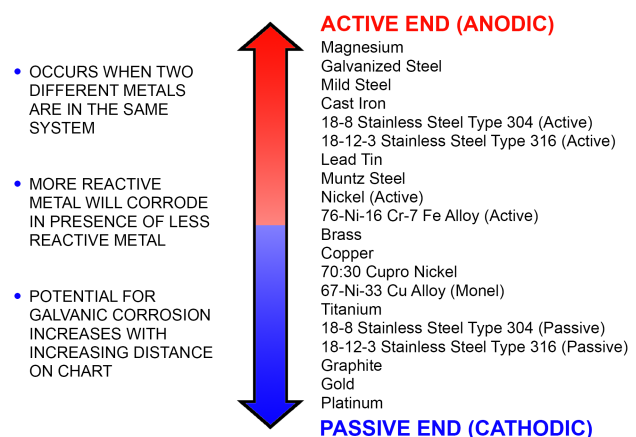 • OCCURS WHEN TWO
DIFFERENT METALS
ARE IN THE SAME
SYSTEM
• MORE REACTIVE
METAL WILL CORRODE
IN PRESENCE OF LESS
REACTIVE METAL
• POTENTIAL FOR
GALVANIC CORROSION
INCREASES WITH
INCREASING DISTANCE
ON CHART
ACTIVE END (ANODIC)
Magnesium
Galvanized Steel
Mild Steel
Cast Iron
18-8 Stainless Steel Type 304 (Active)
18-12-3 Stainless Steel Type 316 (Active)
Lead Tin
Muntz Steel
Nickel (Active)
76-Ni-16 Cr-7 Fe Alloy (Active)
Brass
Copper
70:30 Cupro Nickel
67-Ni-33 Cu Alloy (Monel)
Titanium
18-8 Stainless Steel Type 304 (Passive)
18-12-3 Stainless Steel Type 316 (Passive)
Graphite
Gold
Platinum
PASSIVE END (CATHODIC)